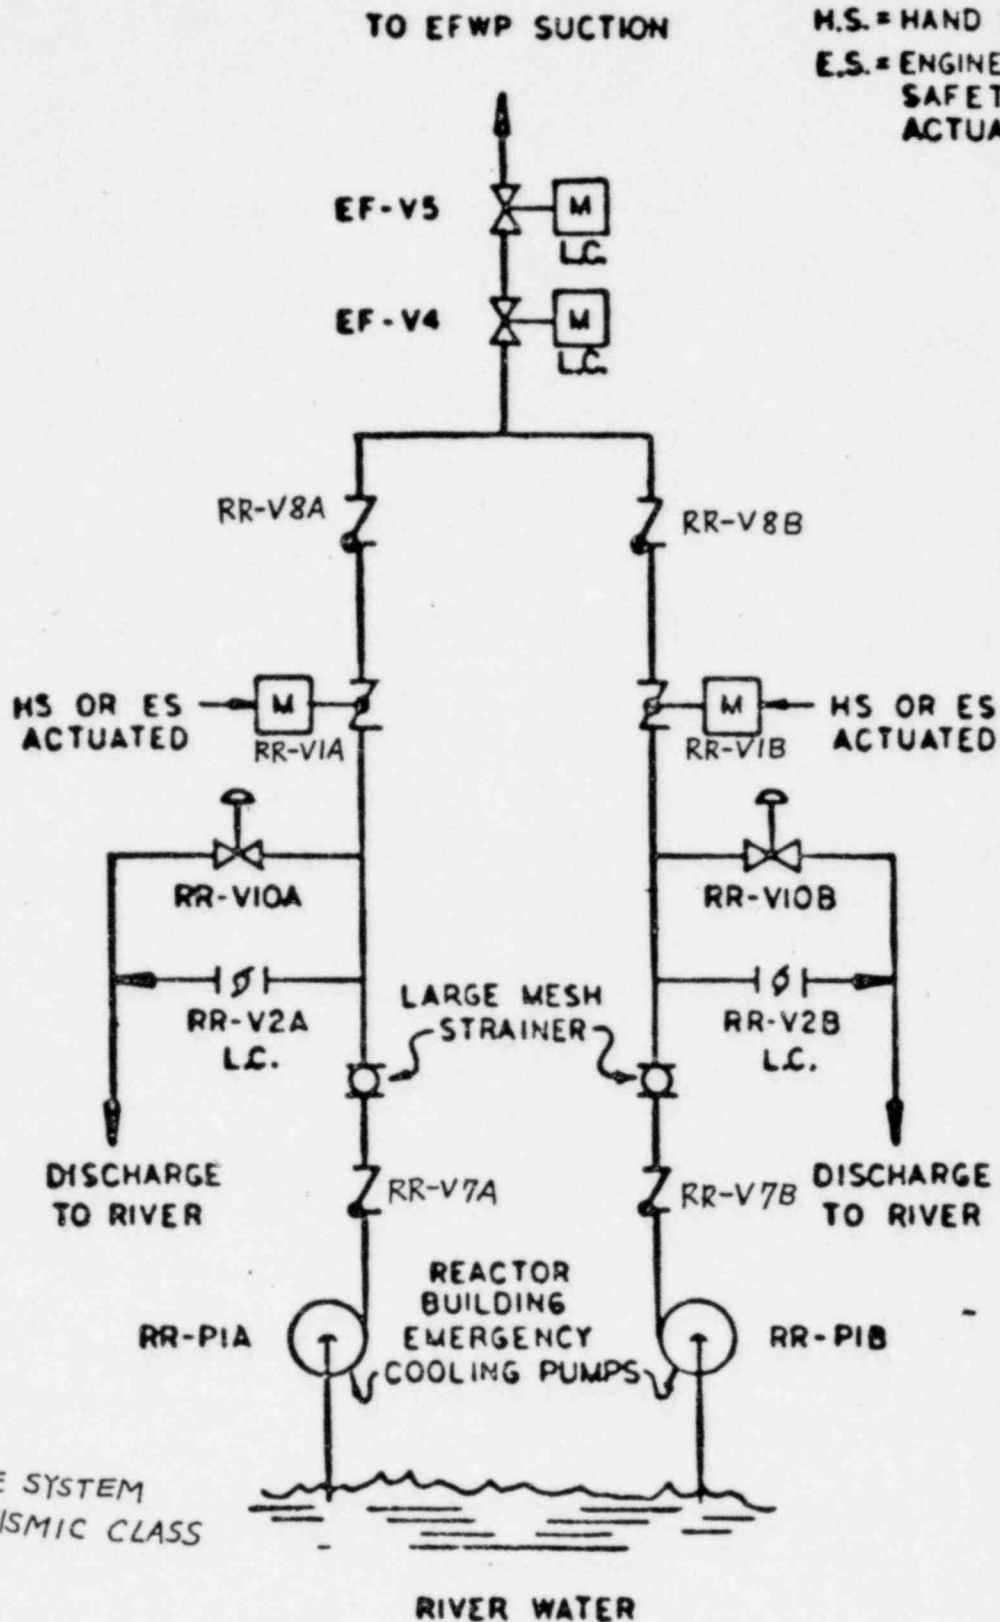 TO EFWP SUCTION
H.S. = HAND
E.S. = ENGINE
SAFET
ACTUA
EF-V5
M
L.C.
EF-V4
M
L.C.
RR-V8A
RR-V8B
HS OR ES
ACTUATED
M
RR-V1A
M
RR-V1B
HS OR ES
ACTUATED
RR-V10A
RR-V10B
RR-V2A
L.C.
LARGE MESH
STRAINER
RR-V2B
L.C.
DISCHARGE
TO RIVER
RR-V7A
RR-V7B
DISCHARGE
TO RIVER
RR-P1A
REACTOR
BUILDING
EMERGENCY
COOLING PUMPS
RR-P1B
E SYSTEM
ISMIC CLASS
RIVER WATER